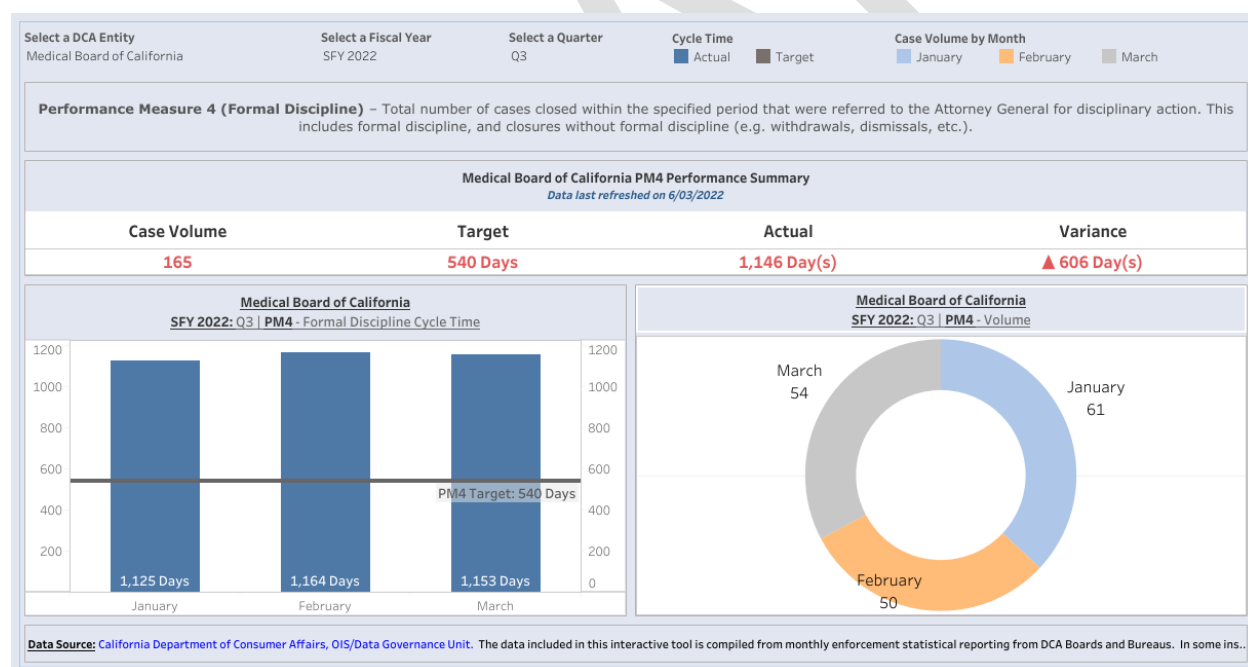 Select a DCA Entity
Medical Board of California
Select a Fiscal Year
SFY 2022
Select a Quarter
Q3
Cycle Time
Actual
Target
Case Volume by Month
January
February
March
Performance Measure 4 (Formal Discipline) – Total number of cases closed within the specified period that were referred to the Attorney General for disciplinary action. This
includes formal discipline, and closures without formal discipline (e.g. withdrawals, dismissals, etc.).
Medical Board of California PM4 Performance Summary
Data last refreshed on 6/03/2022
Case Volume
Target
Actual
Variance
165
540 Days
1,146 Day(s)
▲ 606 Day(s)
Medical Board of California
SFY 2022: Q3 | PM4 - Formal Discipline Cycle Time
1200
1000
800
600
400
200
1200
1000
800
600
400
200
0
PM4 Target: 540 Days
1,125 Days
1,164 Days
1,153 Days
January
February
March
Medical Board of California
SFY 2022: Q3 | PM4 - Volume
March
54
January
61
February
50
Data Source: California Department of Consumer Affairs, OIS/Data Governance Unit. The data included in this interactive tool is compiled from monthly enforcement statistical reporting from DCA Boards and Bureaus. In some ins..